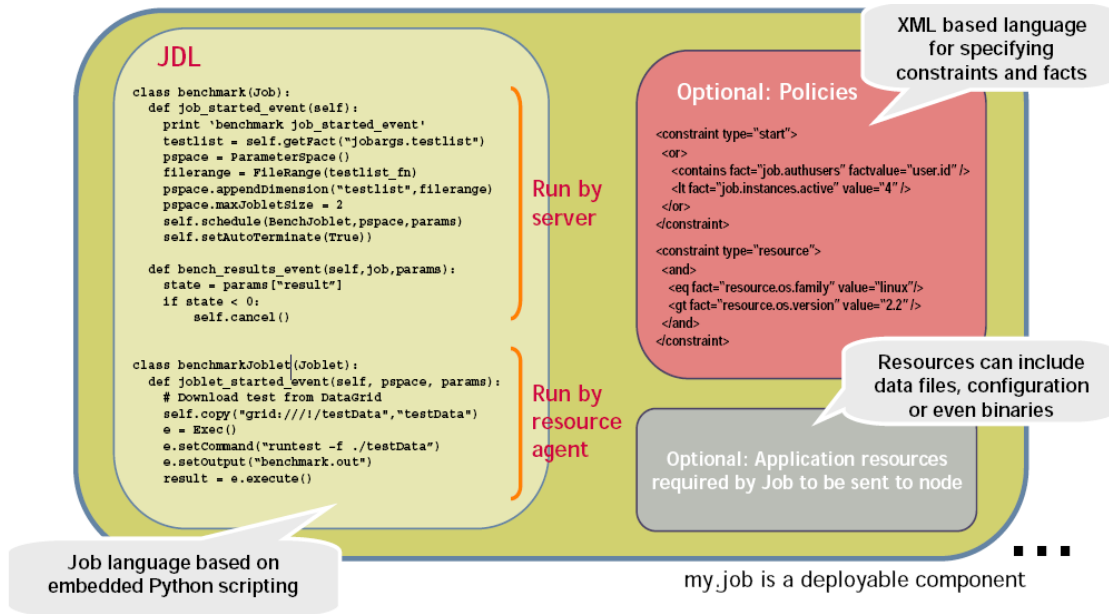 JDL
class benchmark(Job):
def job_started_event(self):
print `benchmark job_started_event'
testlist = self.getFact("jobargs.testlist")
pspace = ParameterSpace()
filerange = FileRange(testlist_fn)
pspace.appendDimension("testlist",filerange)
pspace.maxJobletSize = 2
self.schedule(BenchJoblet,pspace,params)
self.setAutoTerminate(True))
def bench_results_event(self,job,params):
state = params["result"]
if state < 0:
self.cancel()
class benchmarkJoblet(Joblet):
def joblet_started_event(self, pspace, params):
# Download test from DataGrid
self.copy("grid:///!/testData","testData")
e = Exec()
e.setCommand("runtest -f ./testData")
e.setOutput("benchmark.out")
result = e.execute()
Run by
server
Run by
resource
agent
Job language based on
embedded Python scripting
XML based language
for specifying
constraints and facts
Optional: Policies
<constraint type="start">
<or>
<contains fact="job.authusers" factvalue="user.id" />
<lt fact="job.instances.active" value="4" />
</or>
</constraint>
<constraint type="resource">
<and>
<eq fact="resource.os.family" value="linux"/>
<gt fact="resource.os.version" value="2.2" />
</and>
</constraint>
Resources can include
data files, configuration
or even binaries
Optional: Application resources
required by Job to be sent to node
...
my.job is a deployable component